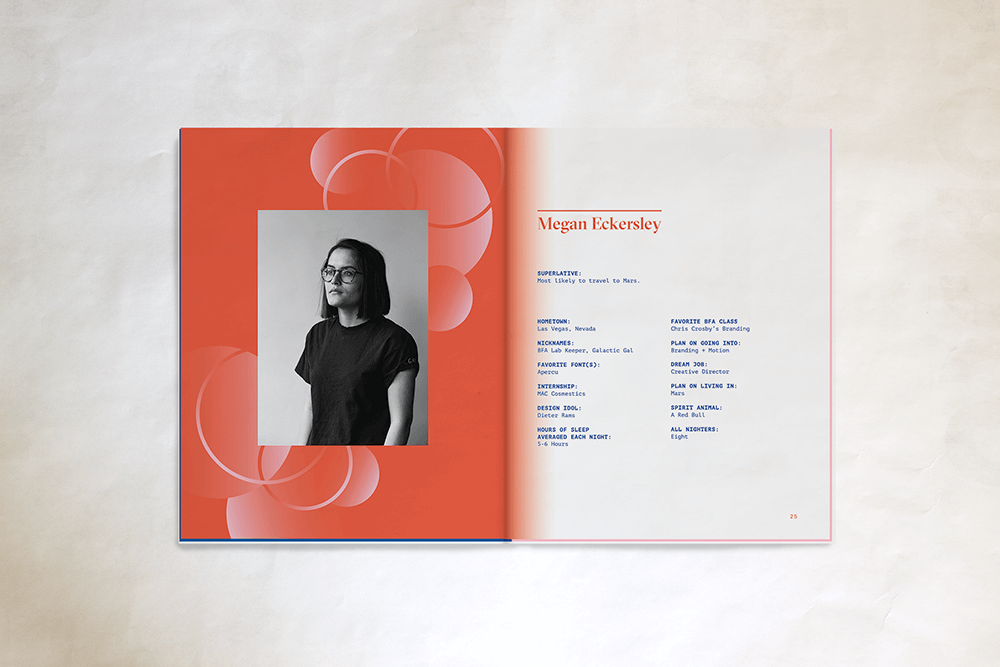 Megan Eckersley
SUPERLATIVE:
Most likely to travel to Mars.
HOMETOWN:
Las Vegas, Nevada
NICKNAMES:
BFA Lab Keeper, Galactic Gal
FAVORITE FONT(S):
Apercu
INTERNSHIP:
MAC Cosmestics
DESIGN IDOL:
Dieter Rams
HOURS OF SLEEP
AVERAGED EACH NIGHT:
5-6 Hours
FAVORITE BFA CLASS
Chris Crosby's Branding
PLAN ON GOING INTO:
Branding + Motion
DREAM JOB:
Creative Director
PLAN ON LIVING IN:
Mars
SPIRIT ANIMAL:
A Red Bull
ALL NIGHTERS:
Eight
25